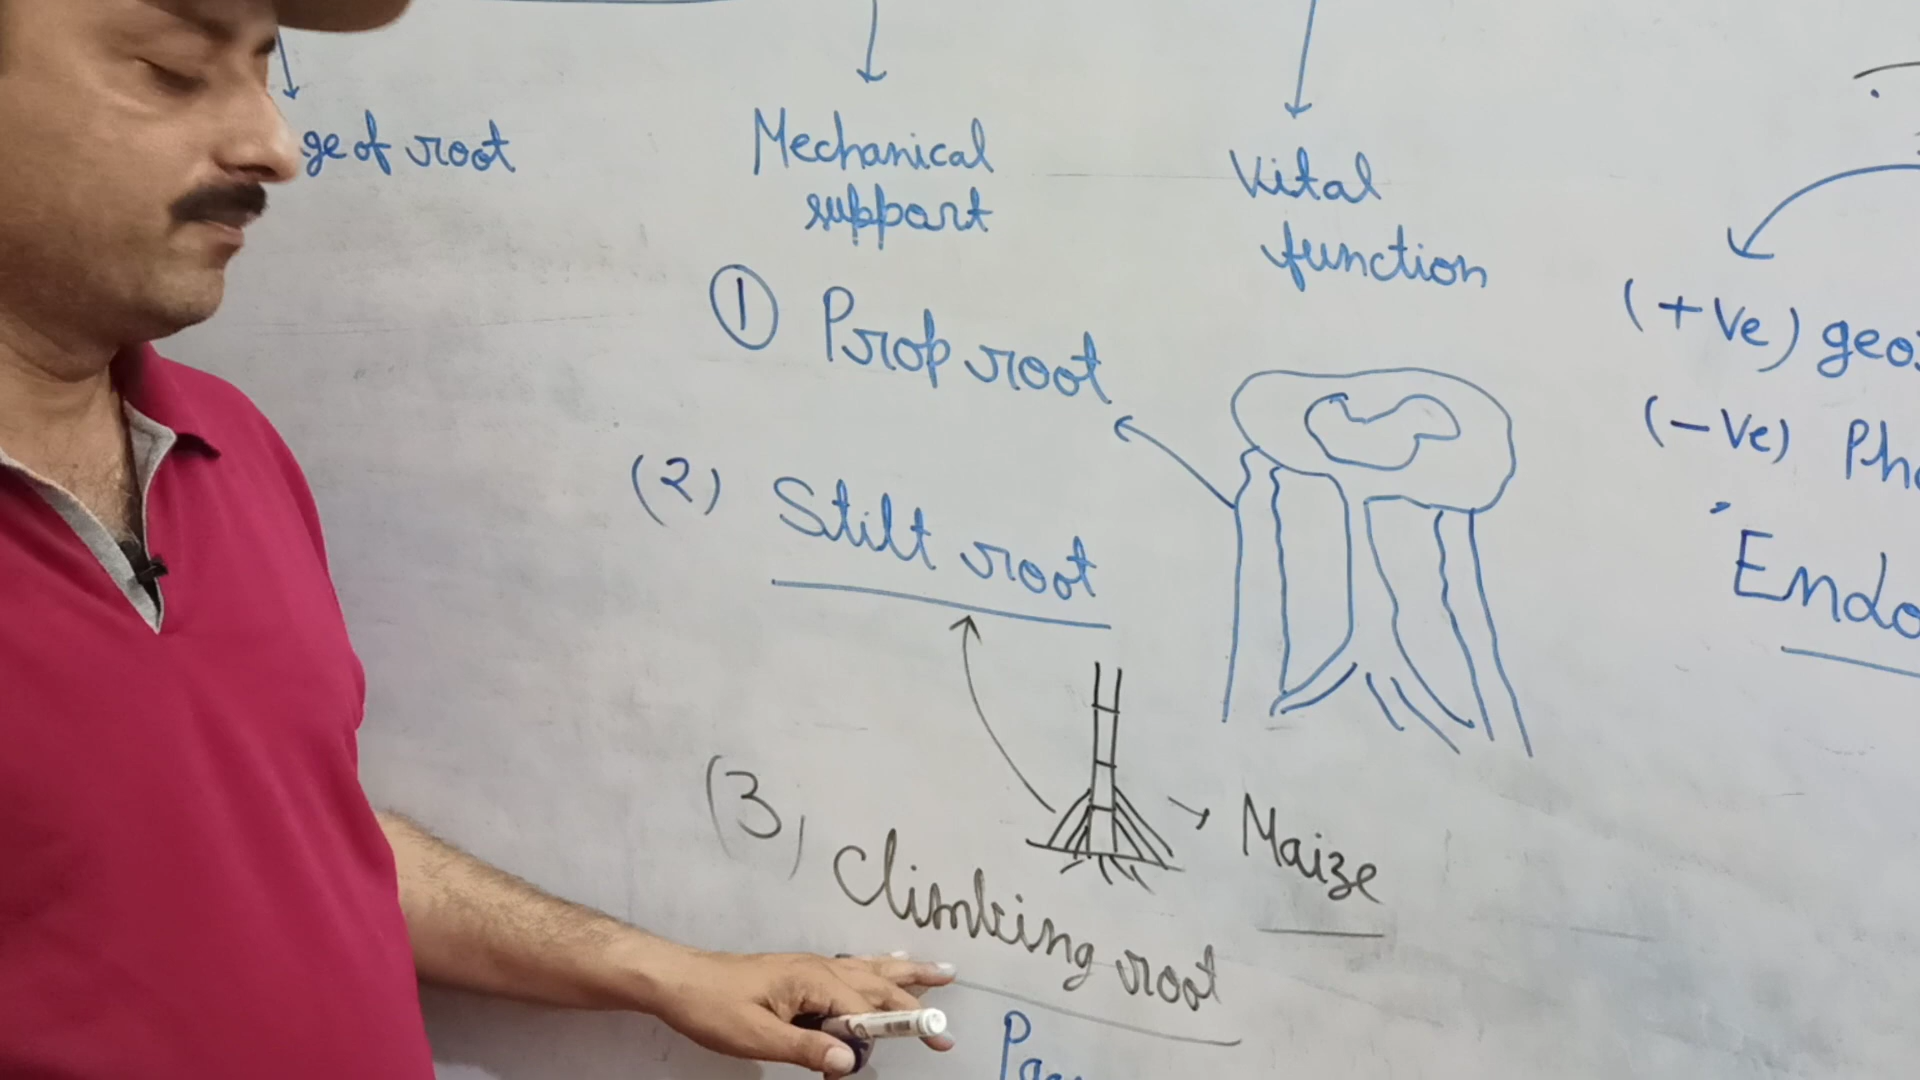 ge of root
Mechanical
support
Vital
function
① Prop root
(2) Stilt root
Maize
(3) Climbing root
(+Ve) geo
(-Ve) Pho
Endo